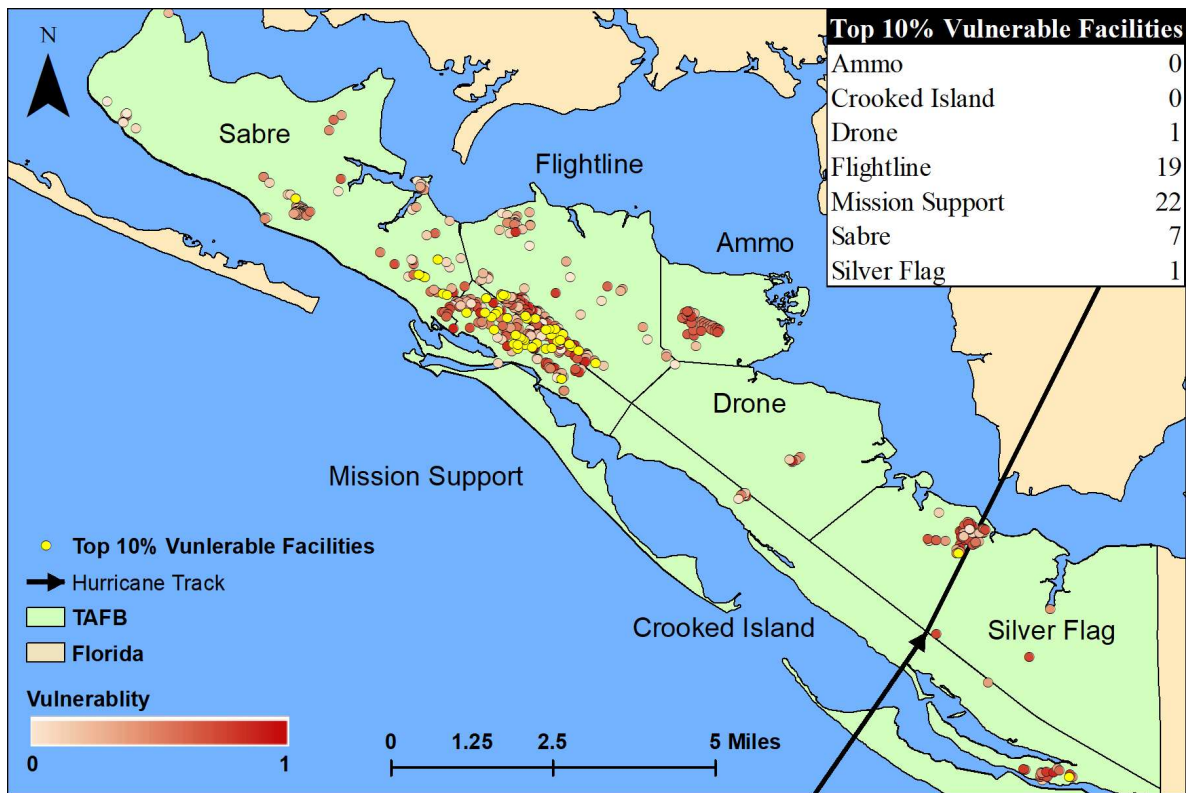 N
Sabre
Flightline
Ammo
Drone
Mission Support
Crooked Island
Silver Flag
Top 10% Vulnerable Facilities
Ammo 0
Crooked Island 0
Drone 1
Flightline 19
Mission Support 22
Sabre 7
Silver Flag 1
Top 10% Vunlerable Facilities
Hurricane Track
TAFB
Florida
Vulnerablity
0 1
0 1.25 2.5 5 Miles